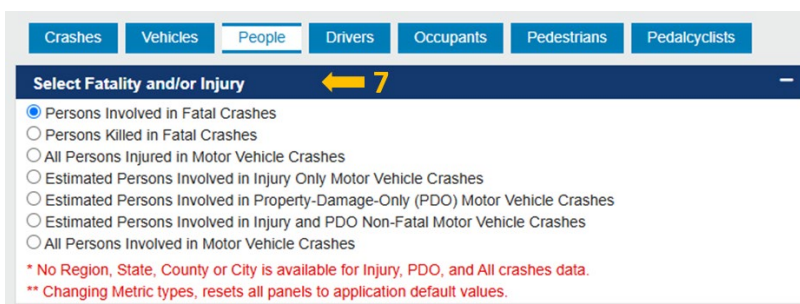 Crashes Vehicles People Drivers Occupants Pedestrians Pedalcyclists
Select Fatality and/or Injury 7
Persons Involved in Fatal Crashes
Persons Killed in Fatal Crashes
All Persons Injured in Motor Vehicle Crashes
Estimated Persons Involved in Injury Only Motor Vehicle Crashes
Estimated Persons Involved in Property-Damage-Only (PDO) Motor Vehicle Crashes
Estimated Persons Involved in Injury and PDO Non-Fatal Motor Vehicle Crashes
All Persons Involved in Motor Vehicle Crashes
* No Region, State, County or City is available for Injury, PDO, and All crashes data.
** Changing Metric types, resets all panels to application default values.